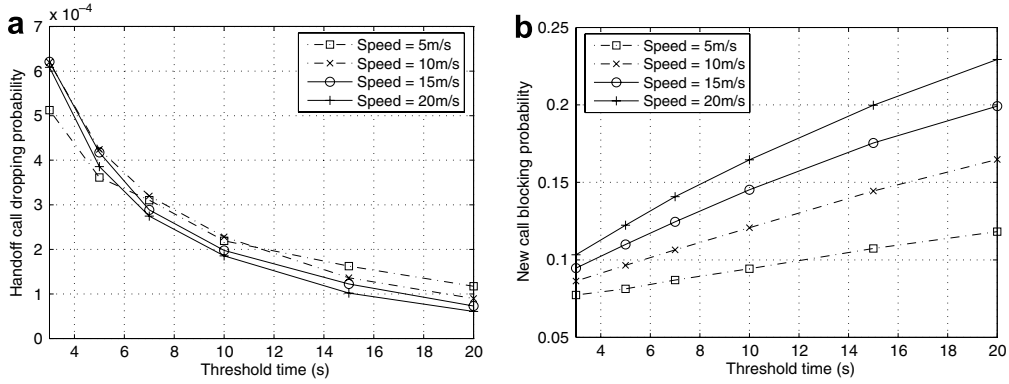 a
x 10⁻⁴
7
6
5
4
3
2
1
0
Handoff call dropping probability
4 6 8 10 12 14 16 18 20
Threshold time (s)
Speed = 5m/s
Speed = 10m/s
Speed = 15m/s
Speed = 20m/s
b
0.25
0.2
0.15
0.1
0.05
New call blocking probability
4 6 8 10 12 14 16 18 20
Threshold time (s)
Speed = 5m/s
Speed = 10m/s
Speed = 15m/s
Speed = 20m/s